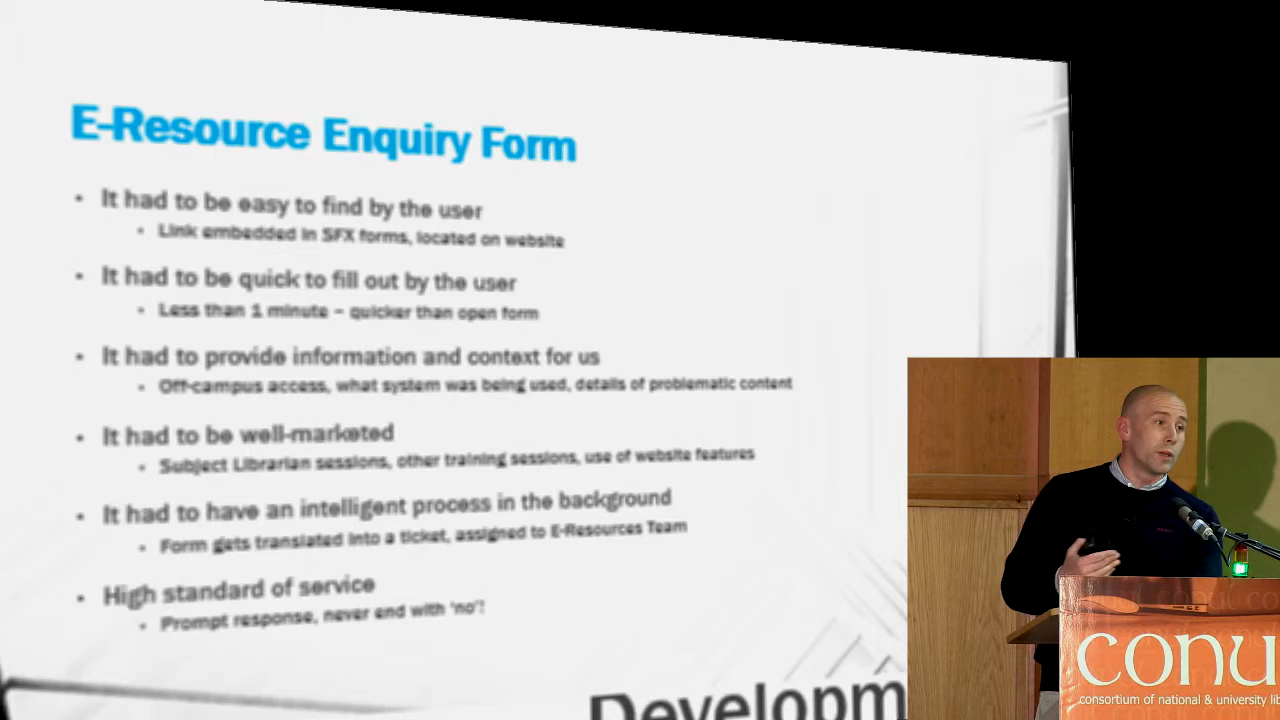 E-Resource Enquiry Form
• It had to be easy to find by the user
• Link embedded in SFX forms, located on website
• It had to be quick to fill out by the user
• Less than 1 minute – quicker than open form
• It had to provide information and context for us
• Off-campus access, what system was being used, details of problematic content
• It had to be well-marketed
• Subject Librarian sessions, other training sessions, use of website features
• It had to have an intelligent process in the background
• Form gets translated into a ticket, assigned to E-Resources Team
• High standard of service
• Prompt response, never end with 'no'!
Developm
conu
consortium of national & university lib